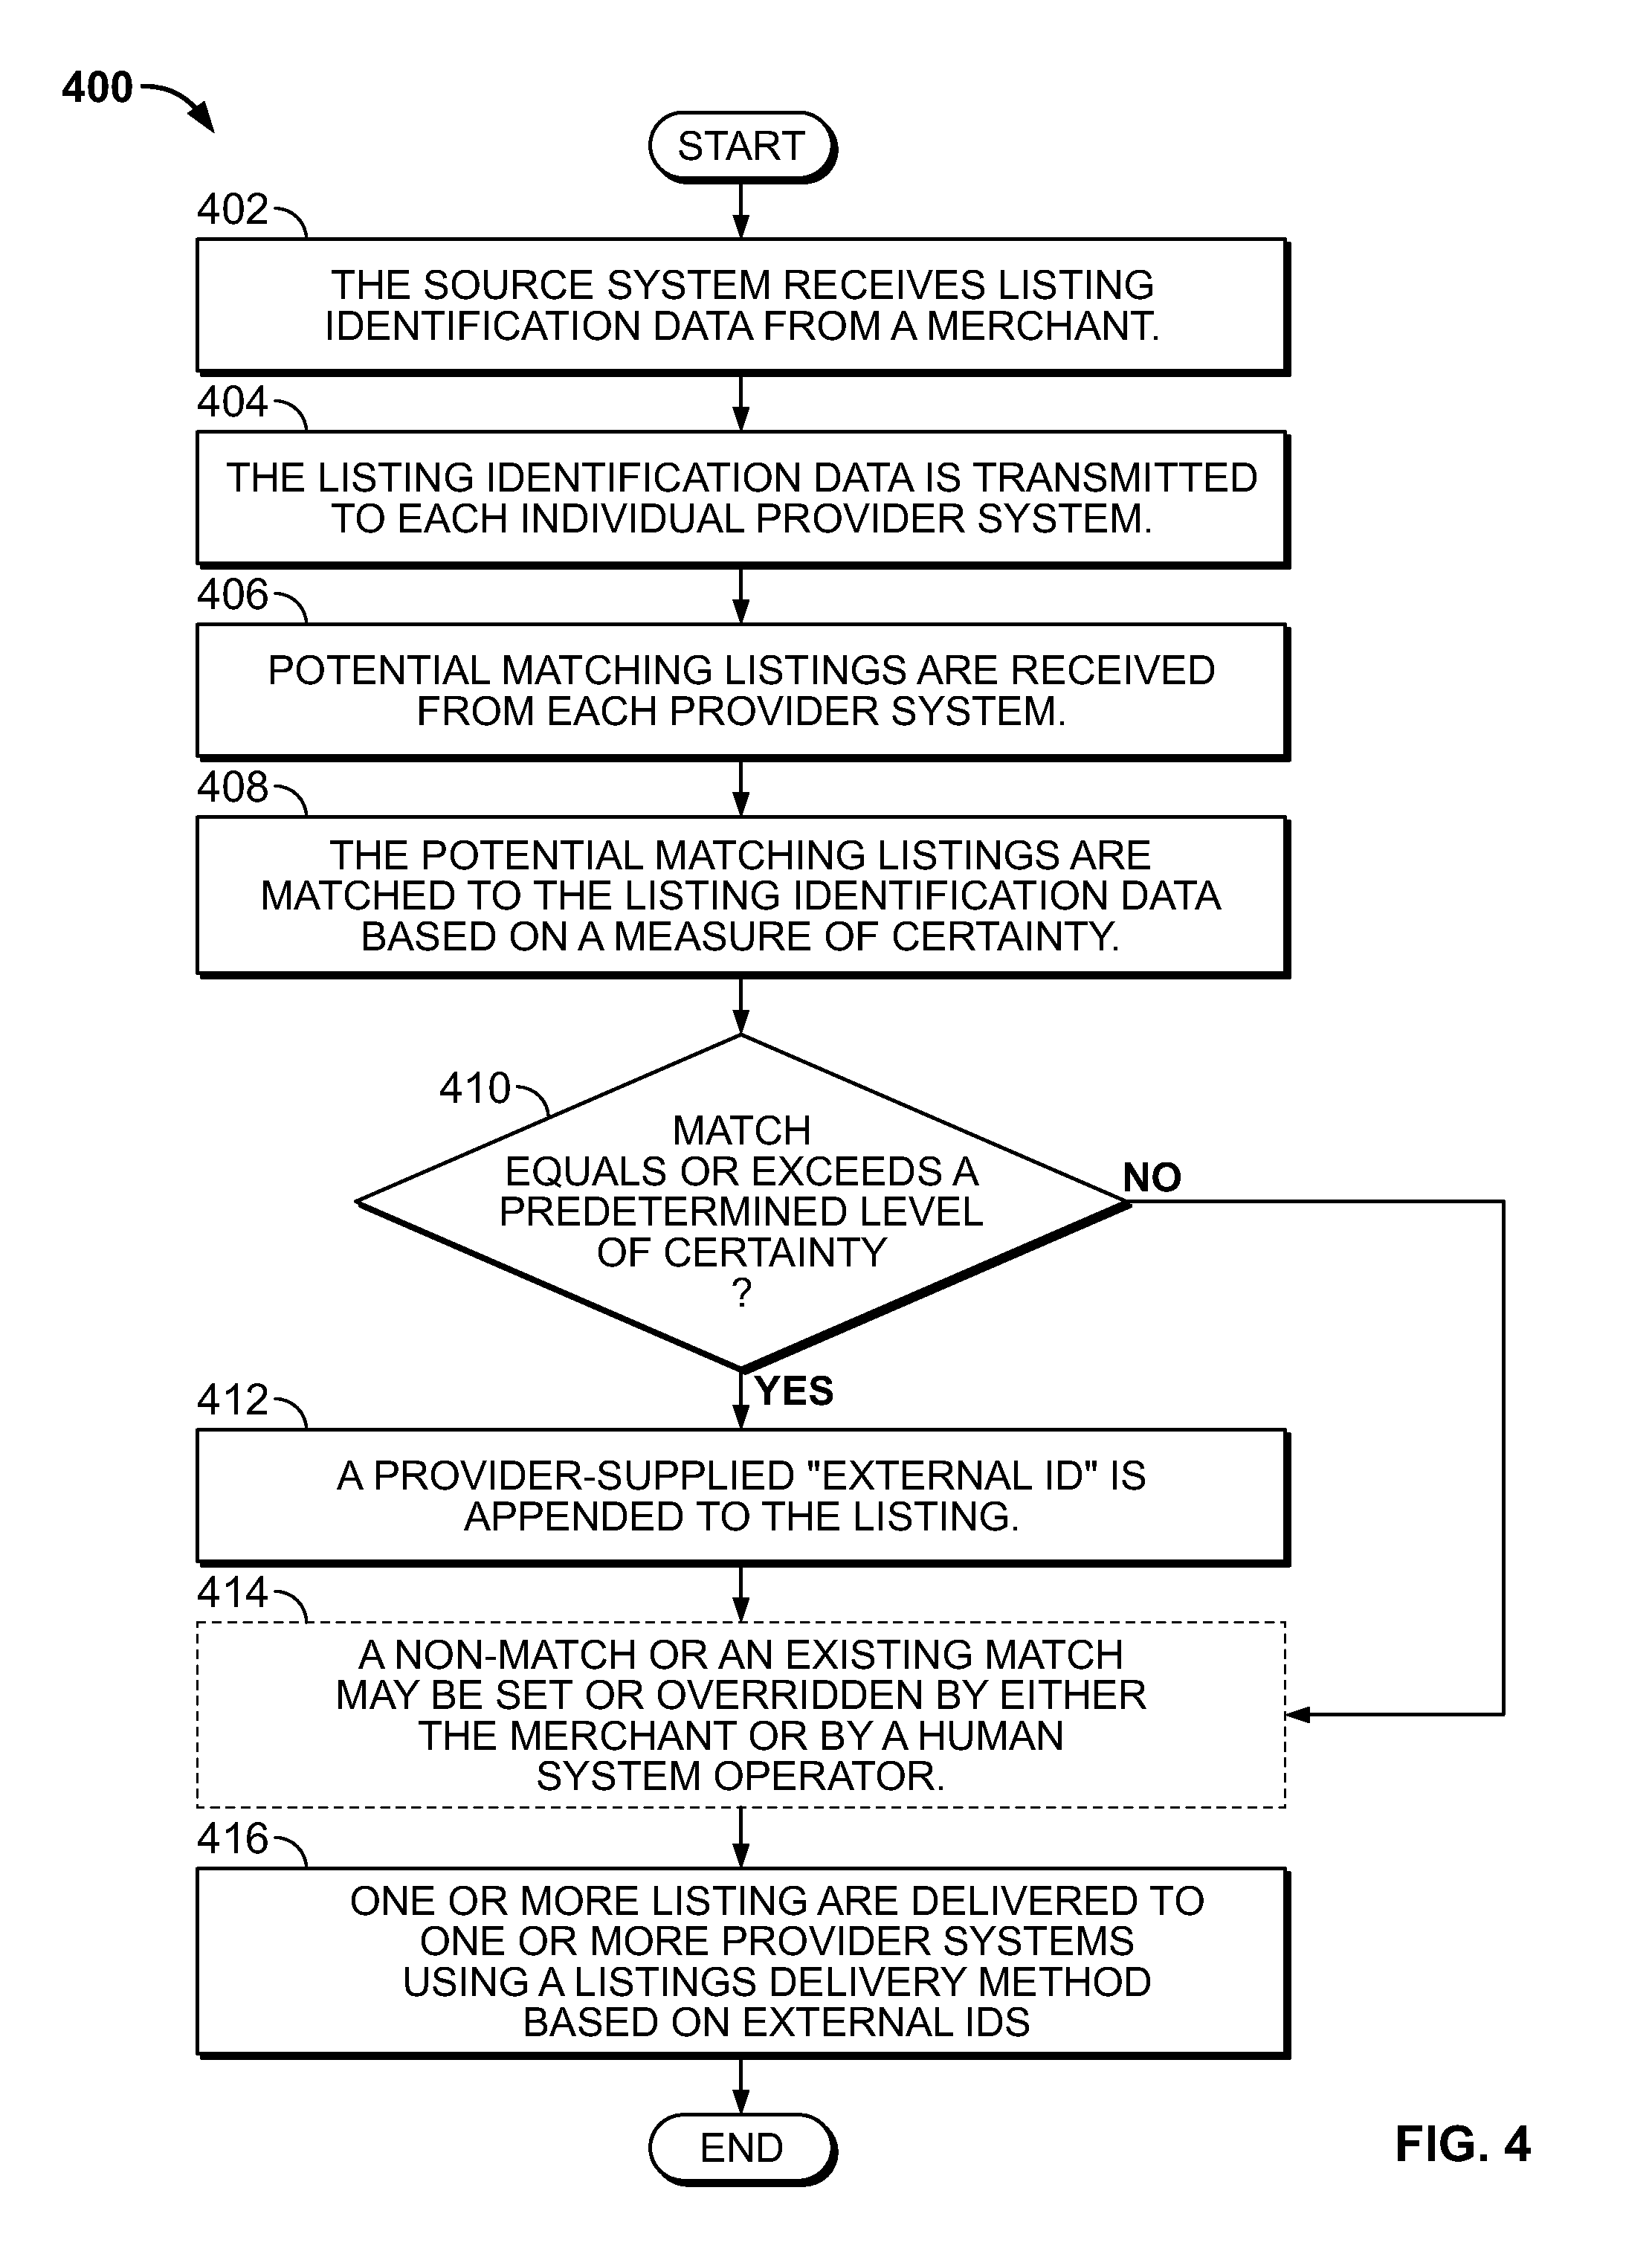 400
START
402
THE SOURCE SYSTEM RECEIVES LISTING
IDENTIFICATION DATA FROM A MERCHANT.
404
THE LISTING IDENTIFICATION DATA IS TRANSMITTED
TO EACH INDIVIDUAL PROVIDER SYSTEM.
406
POTENTIAL MATCHING LISTINGS ARE RECEIVED
FROM EACH PROVIDER SYSTEM.
408
THE POTENTIAL MATCHING LISTINGS ARE
MATCHED TO THE LISTING IDENTIFICATION DATA
BASED ON A MEASURE OF CERTAINTY.
410
MATCH
EQUALS OR EXCEEDS A
PREDETERMINED LEVEL
OF CERTAINTY
?
NO
YES
412
A PROVIDER-SUPPLIED "EXTERNAL ID" IS
APPENDED TO THE LISTING.
414
A NON-MATCH OR AN EXISTING MATCH
MAY BE SET OR OVERRIDDEN BY EITHER
THE MERCHANT OR BY A HUMAN
SYSTEM OPERATOR.
416
ONE OR MORE LISTING ARE DELIVERED TO
ONE OR MORE PROVIDER SYSTEMS
USING A LISTINGS DELIVERY METHOD
BASED ON EXTERNAL IDS
END
FIG. 4